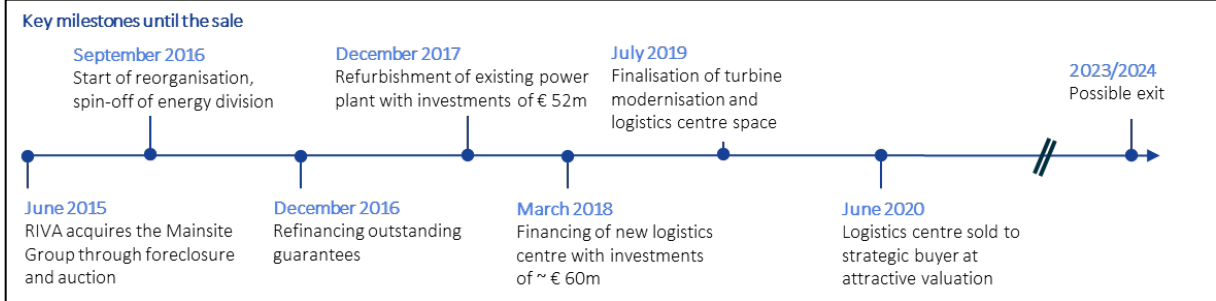 Key milestones until the sale
September 2016
Start of reorganisation,
spin-off of energy division
December 2017
Refurbishment of existing power
plant with investments of € 52m
July 2019
Finalisation of turbine
modernisation and
logistics centre space
2023/2024
Possible exit
June 2015
RIVA acquires the Mainsite
Group through foreclosure
and auction
December 2016
Refinancing outstanding
guarantees
March 2018
Financing of new logistics
centre with investments
of ~ € 60m
June 2020
Logistics centre sold to
strategic buyer at
attractive valuation